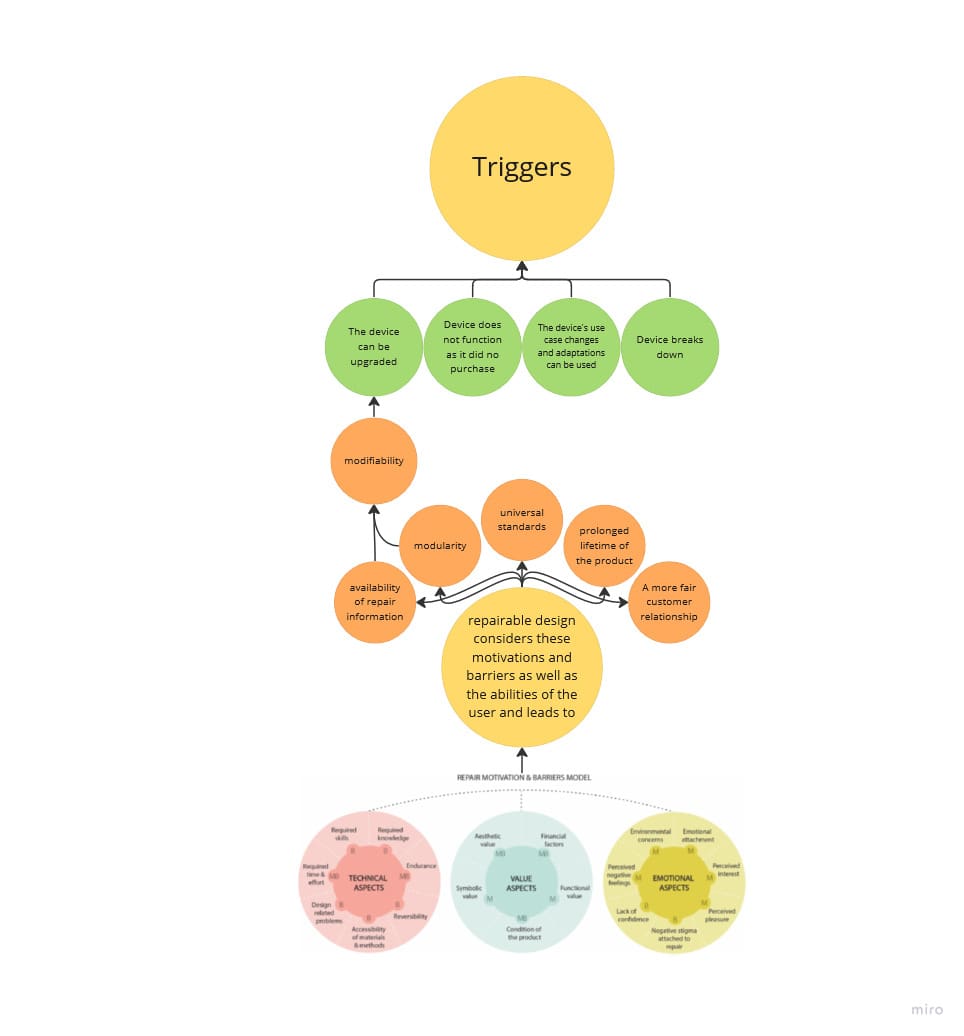 Triggers
The device
can be
upgraded
Device does
not function
as it did no
purchase
The device's use
case changes
and adaptations
can be used
Device breaks
down
modifiability
universal
standards
modularity
prolonged
lifetime of
the product
availability
of repair
information
A more fair
customer
relationship
repairable design
considers these
motivations and
barriers as well as
the abilities of the
user and leads to
REPAIR MOTIVATION & BARRIERS MODEL
TECHNICAL
ASPECTS
Required
skills
B
Required
knowledge
B
Endurance
MB
Reversibility
B
Accessibility
of materials
& methods
B
Design
related
problems
B
Required
time &
effort
MB
VALUE
ASPECTS
Aesthetic
value
MB
Financial
factors
MB
Functional
value
M
Condition of
the product
MB
Symbolic
value
M
EMOTIONAL
ASPECTS
Environmental
concerns
M
Emotional
attachment
M
Perceived
interest
M
Perceived
pleasure
M
Negative stigma
attached to
repair
B
Lack of
confidence
B
Perceived
negative
feelings
M
miro